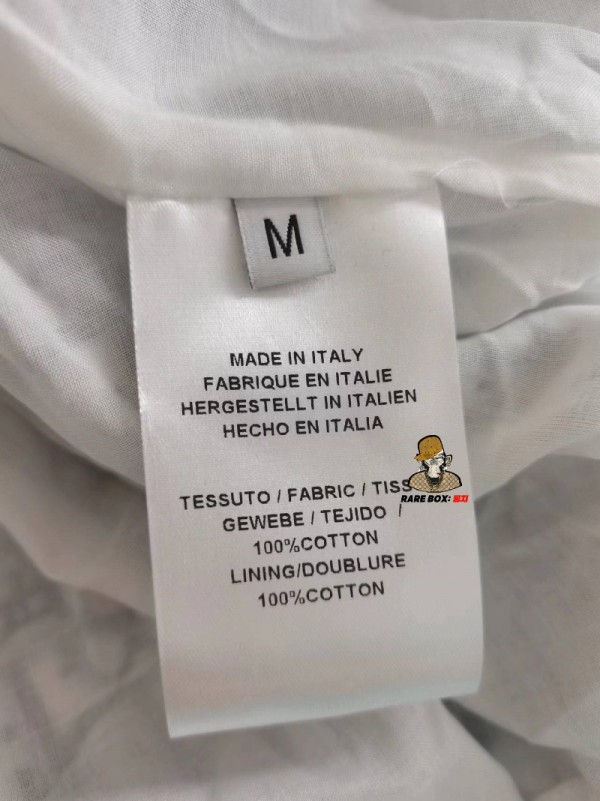 M
MADE IN ITALY
FABRIQUE EN ITALIE
HERGESTELLT IN ITALIEN
HECHO EN ITALIA
TESSUTO / FABRIC / TISS
GEWEBE / TEJIDO /
100%COTTON
LINING/DOUBLURE
100%COTTON
RARE BOX: